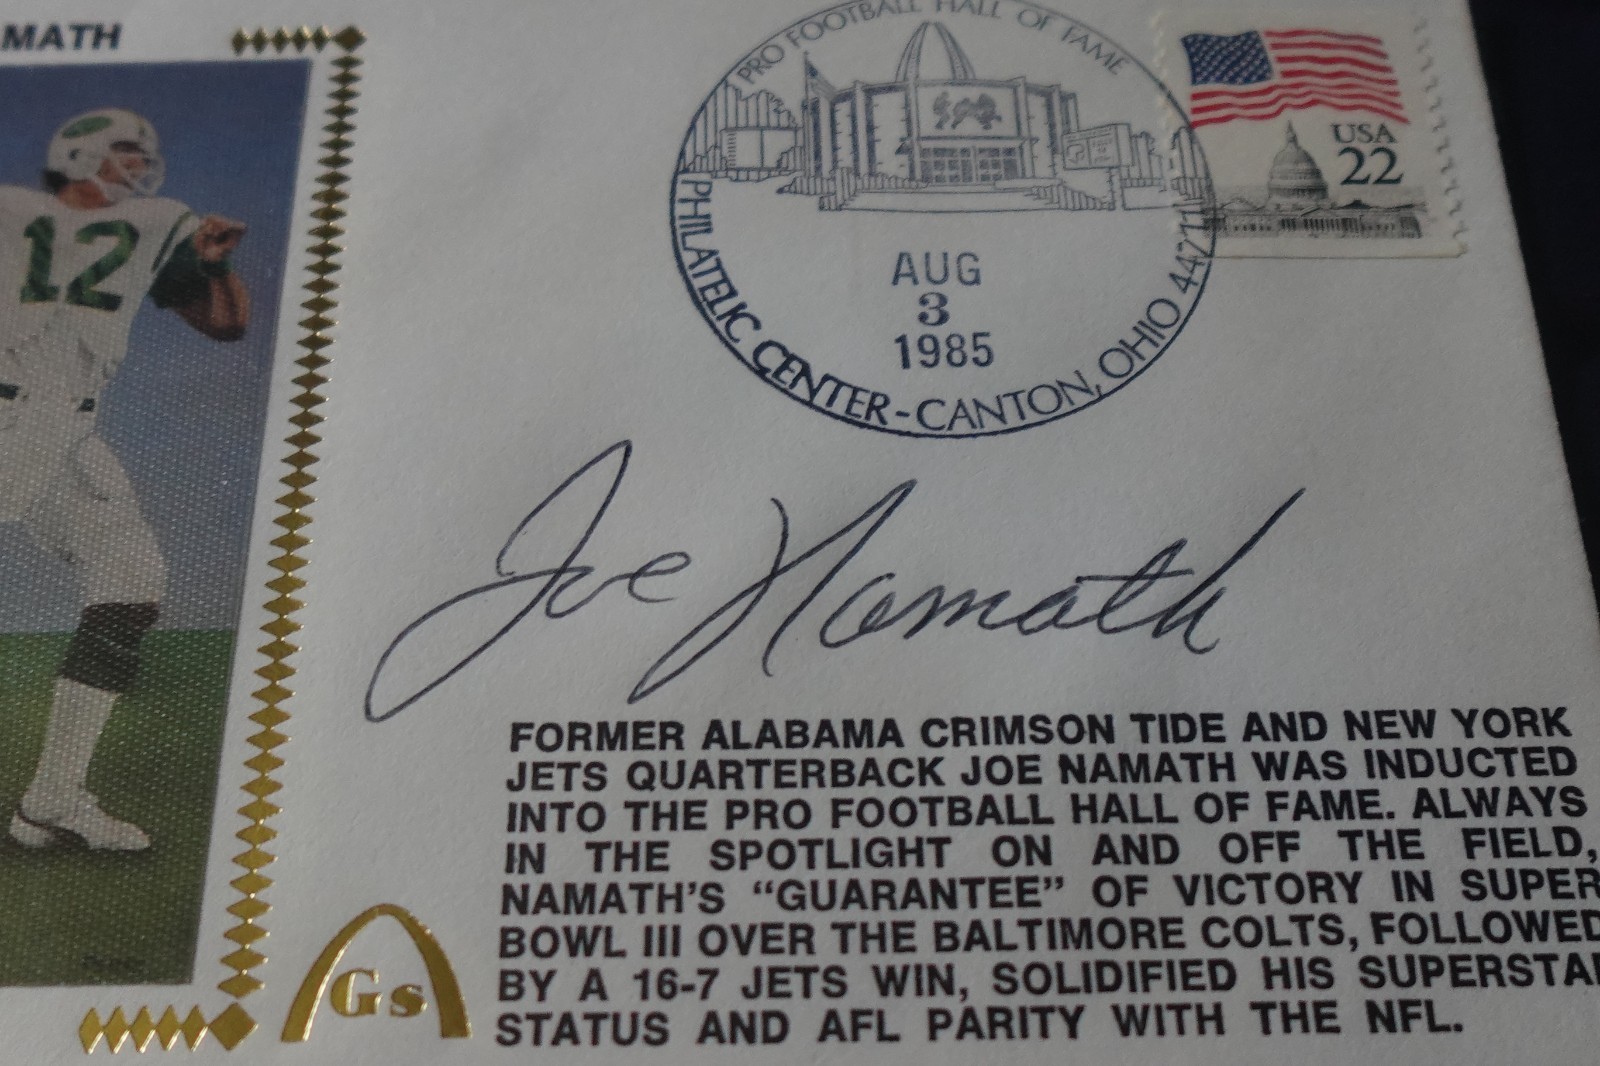 MATH
PRO FOOTBALL HALL OF FAME
USA
22
12
AUG
3
1985
PHILATELIC CENTER-CANTON, OHIO 44211
Joe Namath
FORMER ALABAMA CRIMSON TIDE AND NEW YORK
JETS QUARTERBACK JOE NAMATH WAS INDUCTED
INTO THE PRO FOOTBALL HALL OF FAME. ALWAYS
IN THE SPOTLIGHT ON AND OFF THE FIELD,
NAMATH'S “GUARANTEE” OF VICTORY IN SUPER
BOWL III OVER THE BALTIMORE COLTS, FOLLOWED
BY A 16-7 JETS WIN, SOLIDIFIED HIS SUPERSTA
STATUS AND AFL PARITY WITH THE NFL.
Gs